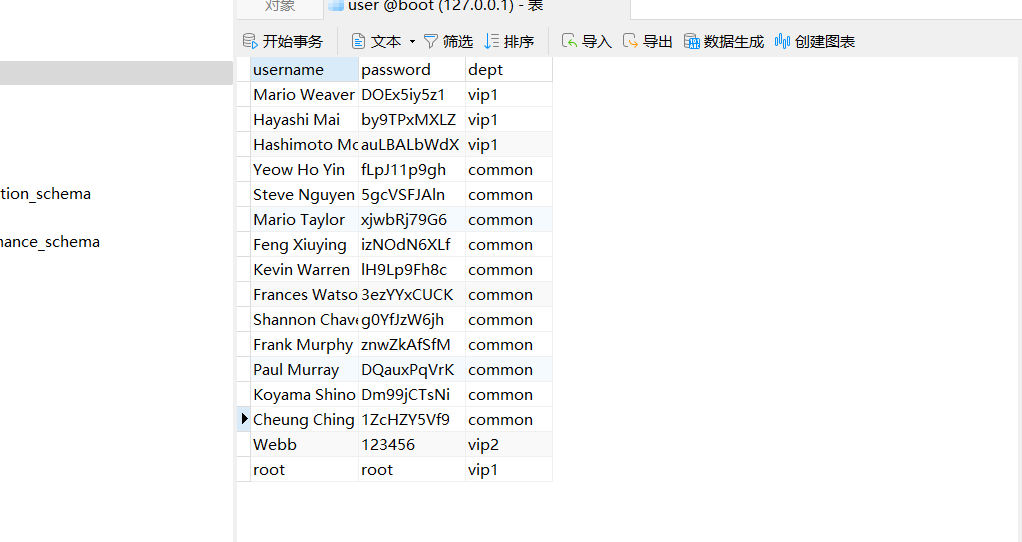 对象 user @boot (127.0.0.1) - 表
开始事务 文本 筛选 排序 导入 导出 数据生成 创建图表
username password dept
Mario Weaver DOEx5iy5z1 vip1
Hayashi Mai by9TPxMXLZ vip1
Hashimoto Mc auLBALbWdX vip1
Yeow Ho Yin fLpJ11p9gh common
tion_schema
Steve Nguyen 5gcVSFJAln common
Mario Taylor xjwbRj79G6 common
nance_schema
Feng Xiuying izNOdN6XLf common
Kevin Warren lH9Lp9Fh8c common
Frances Watso 3ezYYxCUCK common
Shannon Chave g0YfJzW6jh common
Frank Murphy znwZkAfSfM common
Paul Murray DQauxPqVrK common
Koyama Shino Dm99jCTsNi common
Cheung Ching 1ZcHZY5Vf9 common
Webb 123456 vip2
root root vip1